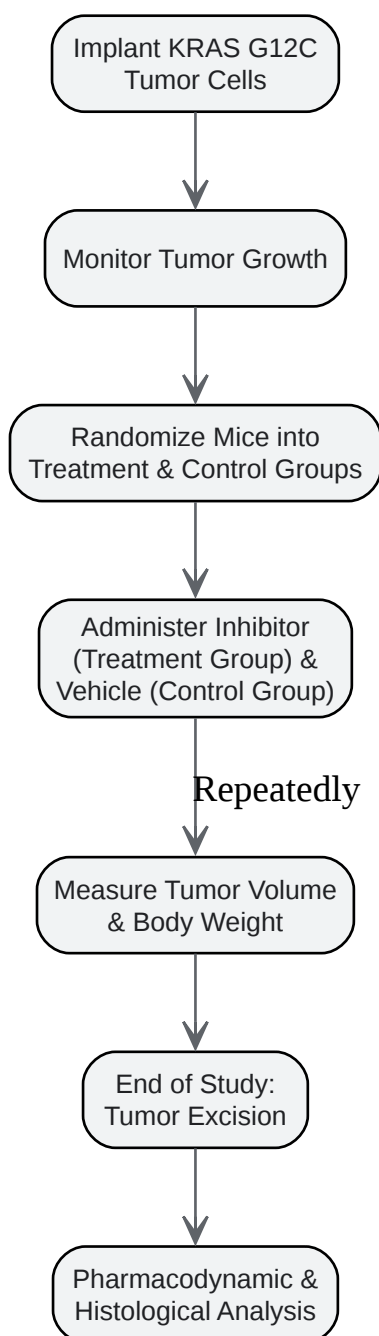 Implant KRAS G12C
Tumor Cells
Monitor Tumor Growth
Randomize Mice into
Treatment & Control Groups
Administer Inhibitor
(Treatment Group) &
Vehicle (Control Group)
Repeatedly
Measure Tumor Volume
& Body Weight
End of Study:
Tumor Excision
Pharmacodynamic &
Histological Analysis